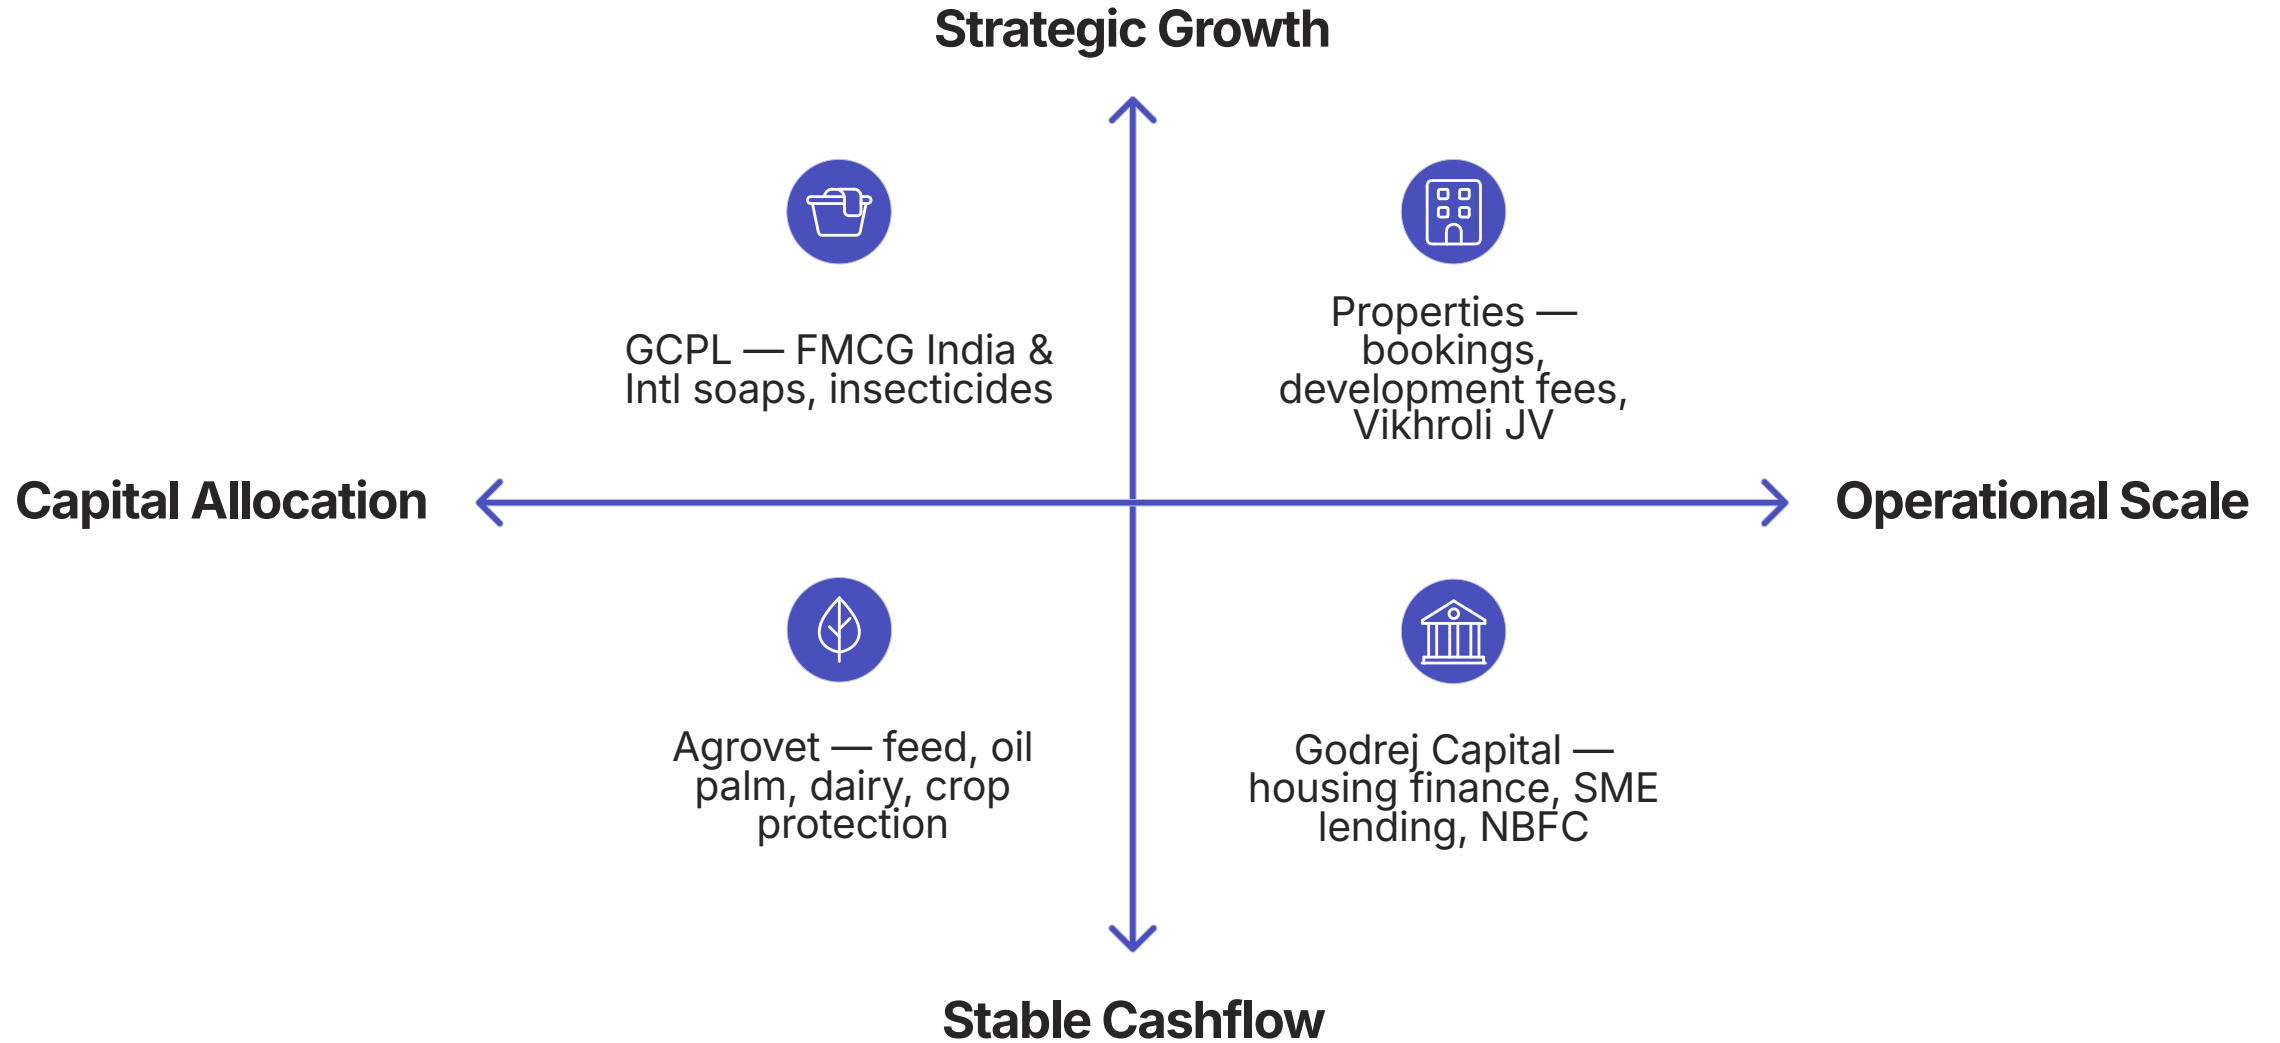 Strategic Growth
GCPL — FMCG India &
Intl soaps, insecticides
Properties —
bookings,
development fees,
Vikhroli JV
Capital Allocation
Operational Scale
Agrovet — feed, oil
palm, dairy, crop
protection
Godrej Capital —
housing finance, SME
lending, NBFC
Stable Cashflow